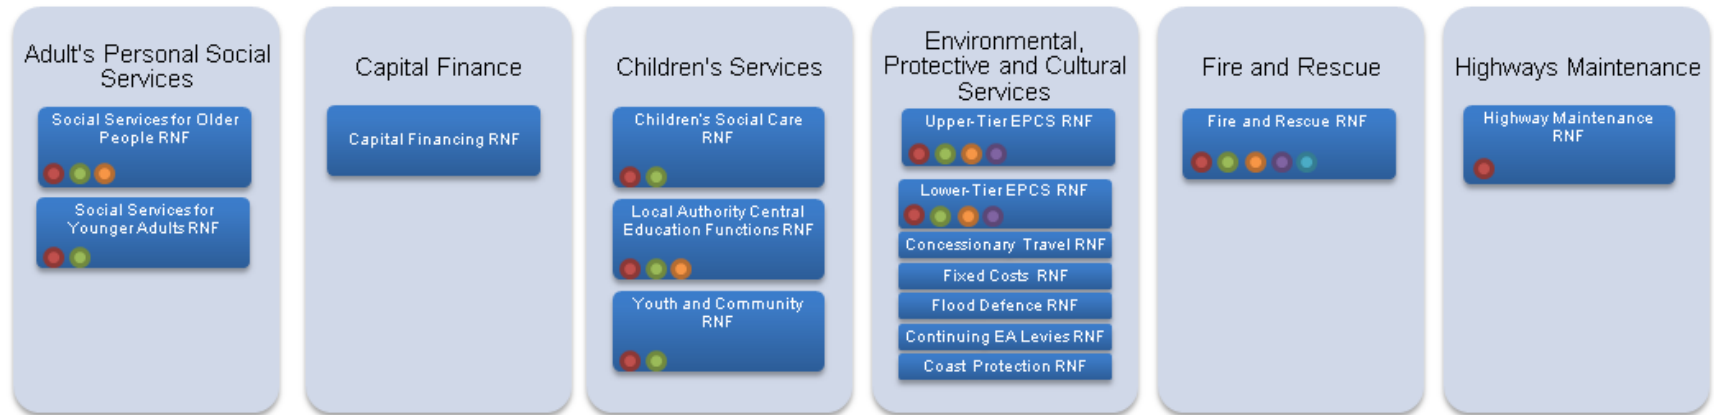 Adult's Personal Social
Services
Social Services for Older
People RNF
Social Services for
Younger Adults RNF
Capital Finance
Capital Financing RNF
Children's Services
Children's Social Care
RNF
Local Authority Central
Education Functions RNF
Youth and Community
RNF
Environmental,
Protective and Cultural
Services
Upper-Tier EPCS RNF
Lower-Tier EPCS RNF
Concessionary Travel RNF
Fixed Costs RNF
Flood Defence RNF
Continuing EA Levies RNF
Coast Protection RNF
Fire and Rescue
Fire and Rescue RNF
Highways Maintenance
Highway Maintenance
RNF